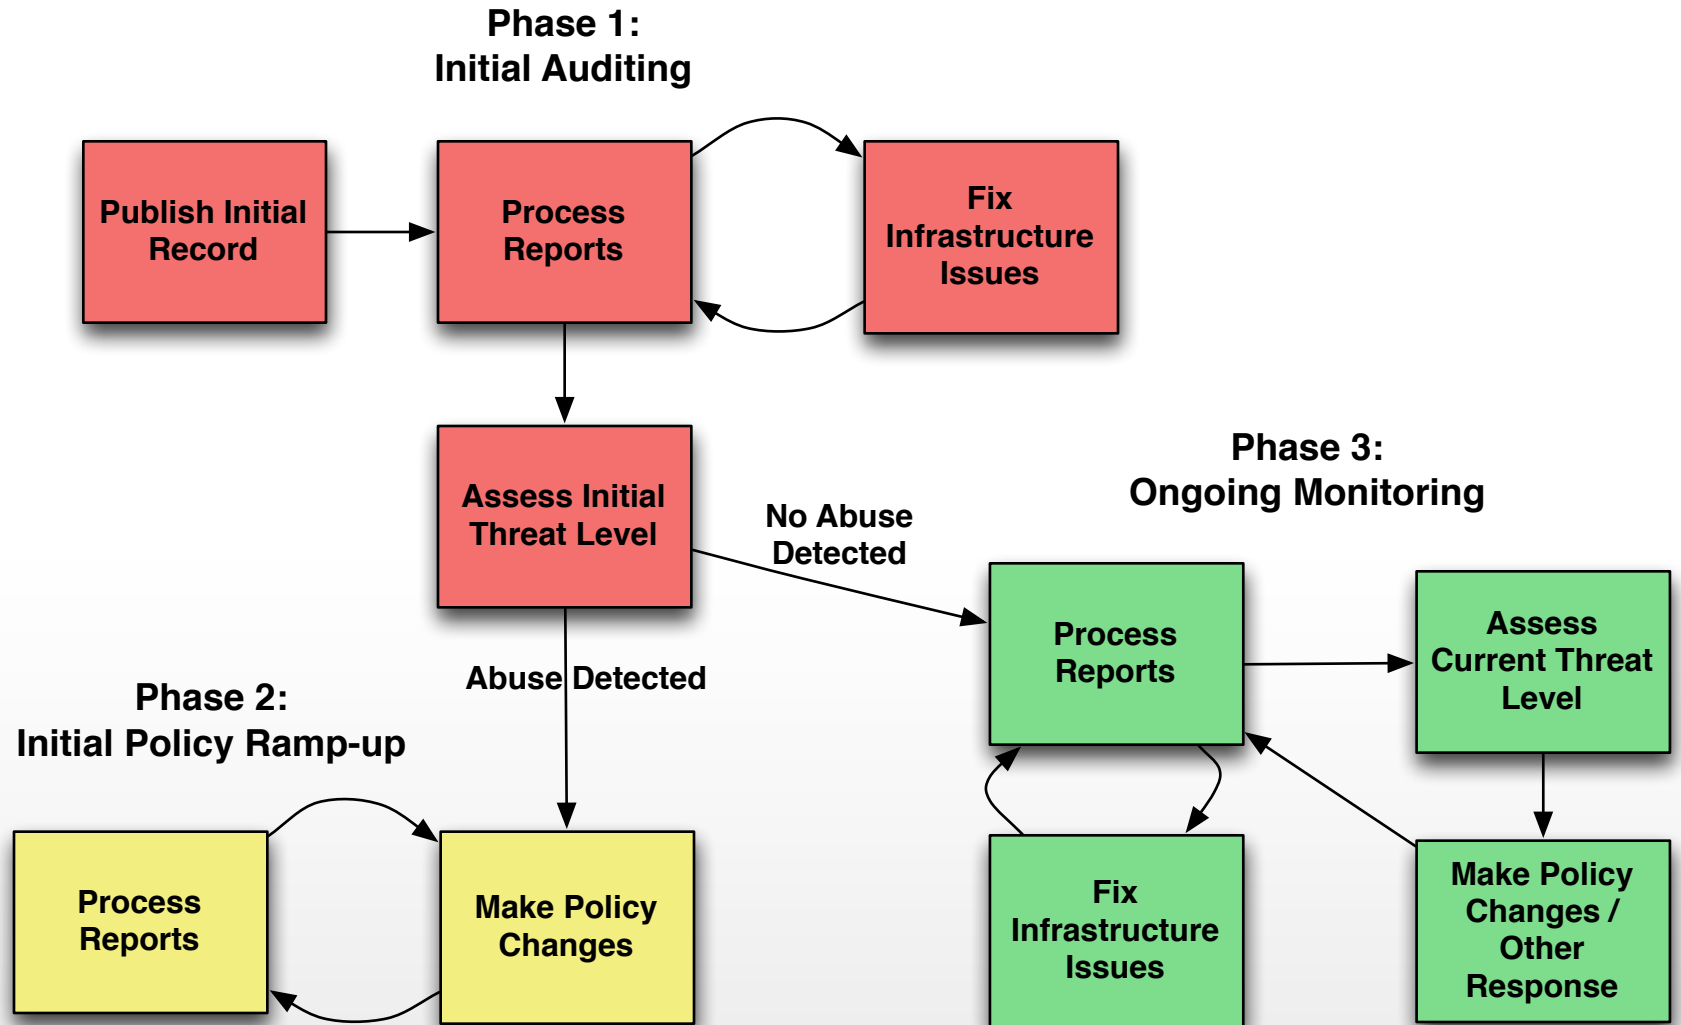 Phase 1:
Initial Auditing
Publish Initial
Record
Process
Reports
Fix
Infrastructure
Issues
Assess Initial
Threat Level
No Abuse
Detected
Abuse Detected
Phase 3:
Ongoing Monitoring
Process
Reports
Assess
Current Threat
Level
Phase 2:
Initial Policy Ramp-up
Process
Reports
Make Policy
Changes
Fix
Infrastructure
Issues
Make Policy
Changes /
Other
Response